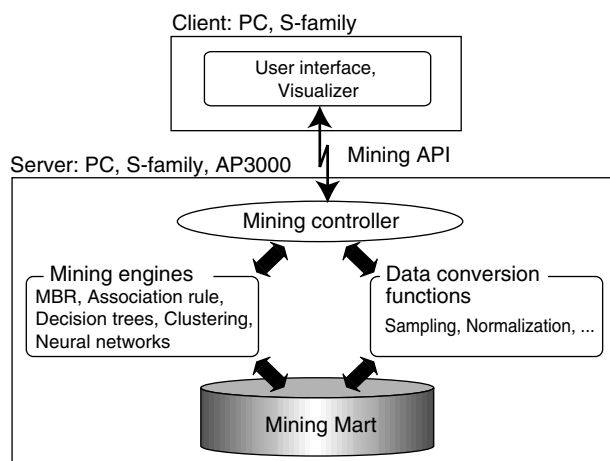 Client: PC, S-family
User interface,
Visualizer
Mining API
Server: PC, S-family, AP3000
Mining controller
Mining engines
MBR, Association rule,
Decision trees, Clustering,
Neural networks
Data conversion
functions
Sampling, Normalization, ...
Mining Mart